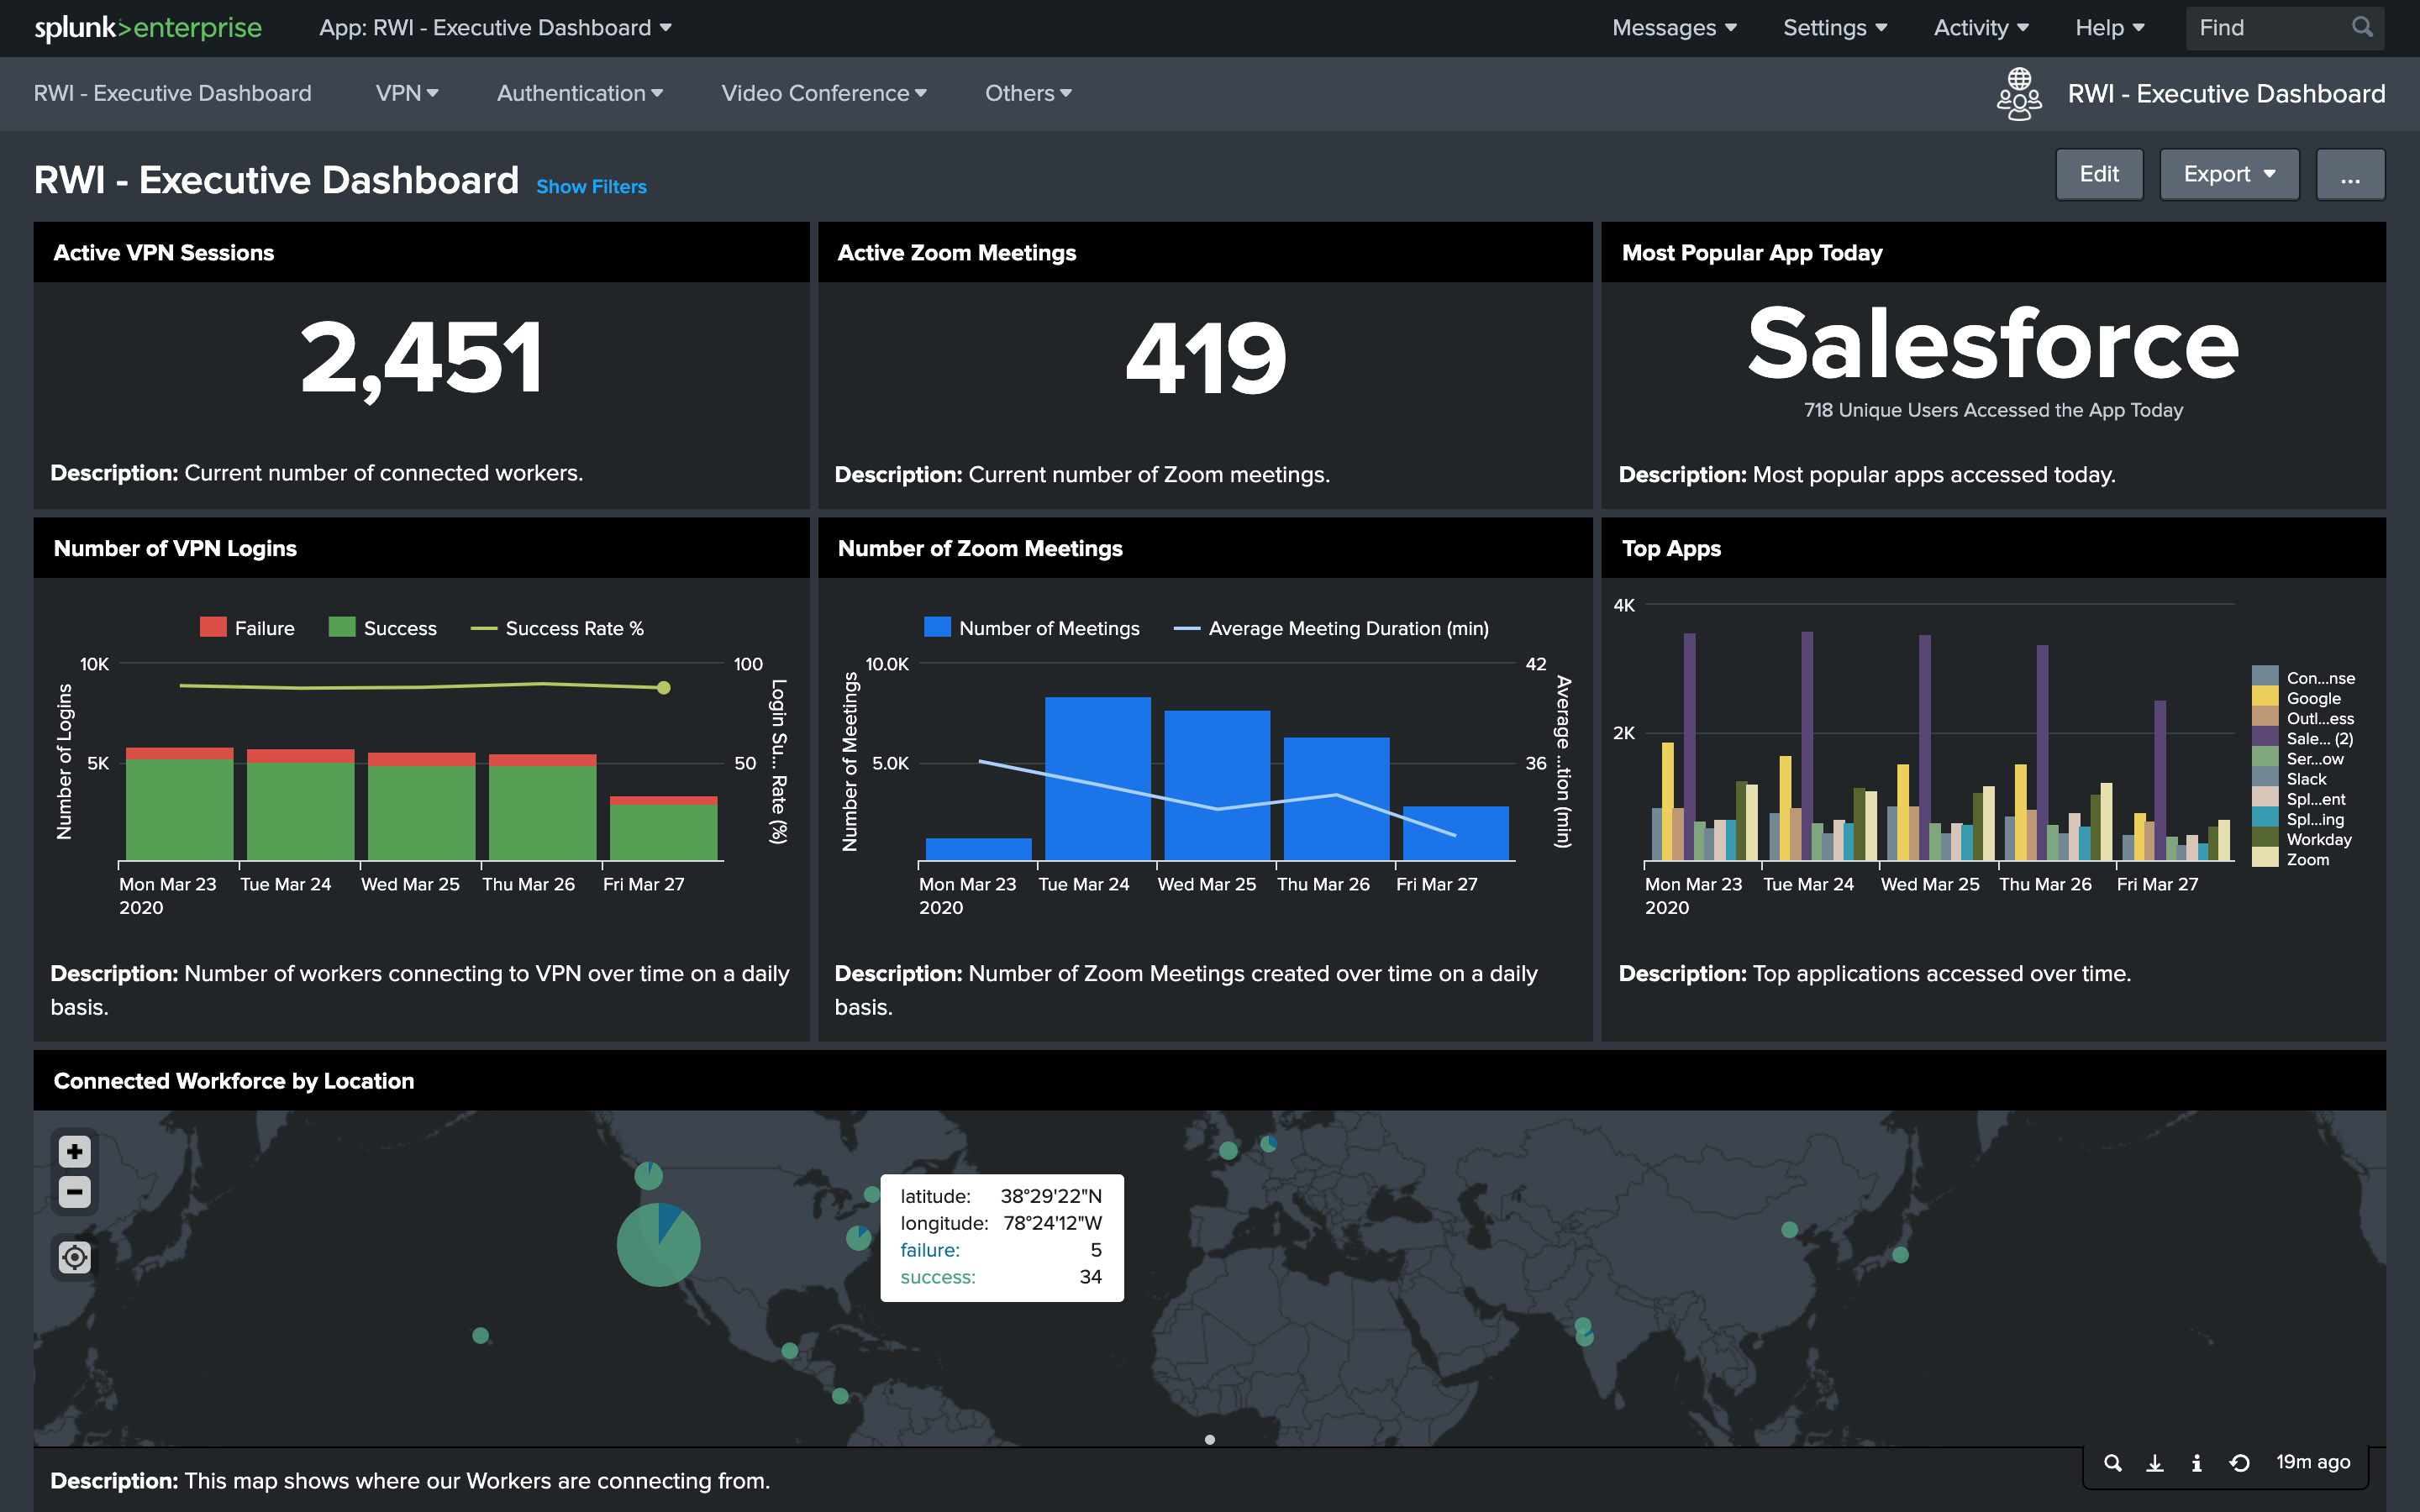 splunk>enterprise App: RWI - Executive Dashboard Messages Settings Activity Help Find
RWI - Executive Dashboard VPN Authentication Video Conference Others RWI - Executive Dashboard
RWI - Executive Dashboard Show Filters Edit Export ...
Active VPN Sessions
2,451
Description: Current number of connected workers.
Active Zoom Meetings
419
Description: Current number of Zoom meetings.
Most Popular App Today
Salesforce
718 Unique Users Accessed the App Today
Description: Most popular apps accessed today.
Number of VPN Logins
Failure Success Success Rate %
Number of Logins
10K
5K
100
50
Login Su... Rate (%)
Mon Mar 23 Tue Mar 24 Wed Mar 25 Thu Mar 26 Fri Mar 27
2020
Description: Number of workers connecting to VPN over time on a daily
basis.
Number of Zoom Meetings
Number of Meetings Average Meeting Duration (min)
Number of Meetings
10.0K
5.0K
42
36
Average ...tion (min)
Mon Mar 23 Tue Mar 24 Wed Mar 25 Thu Mar 26 Fri Mar 27
2020
Description: Number of Zoom Meetings created over time on a daily
basis.
Top Apps
4K
2K
Mon Mar 23 Tue Mar 24 Wed Mar 25 Thu Mar 26 Fri Mar 27
2020
Con...nse
Google
Outl...ess
Sale... (2)
Ser...ow
Slack
Spl...ent
Spl...ing
Workday
Zoom
Description: Top applications accessed over time.
Connected Workforce by Location
latitude: 38°29'22"N
longitude: 78°24'12"W
failure: 5
success: 34
19m ago
Description: This map shows where our Workers are connecting from.